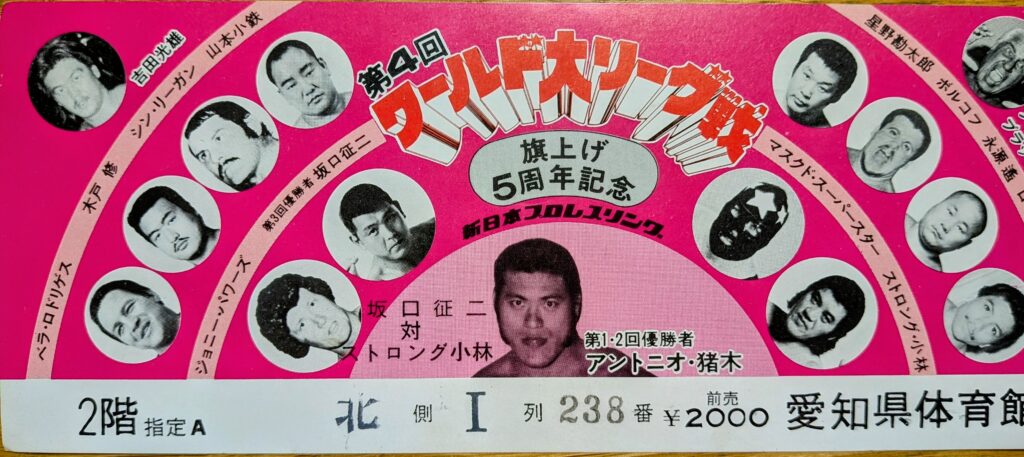 第4回
ワールド大リーグ戦
旗上げ
5周年記念
新日本プロレスリング
吉田光雄
シン・リーガン 山本小鉄
ベラ・ロドリゲス 木戸 修
ジョニー・パワーズ 第3回優勝者・坂口征二
マスクド・スーパースター ストロング・小林
星野勘太郎 ボルコフ 永源 遙
ブラッ
坂口征二
対
ストロング小林
第1・2回優勝者
アントニオ・猪木
2階 指定A 北 側 I 列 238 番 前売 ¥2000 愛知県体育館